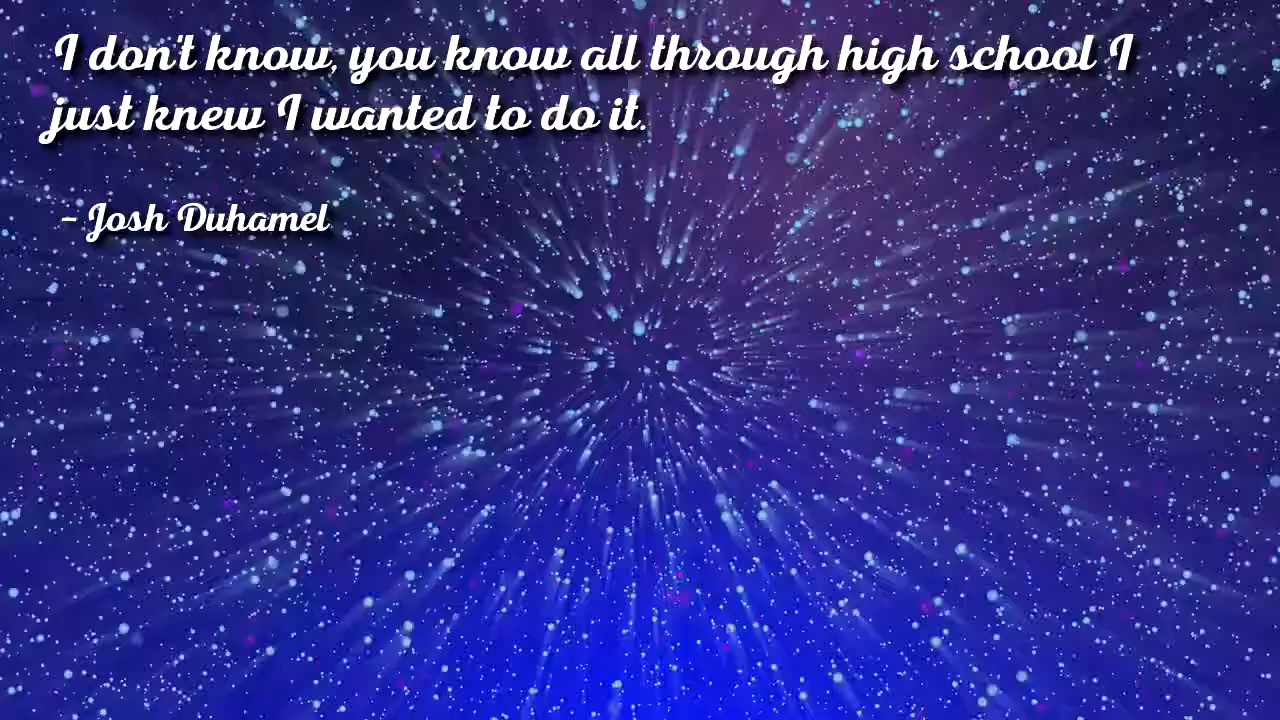 I don't know, you know all through high school I
just knew I wanted to do it.
- Josh Duhamel